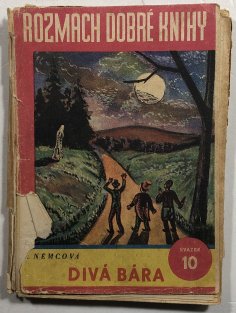 ROZMACH DOBRÉ KNIHY
NĚMCOVÁ
DIVÁ BÁRA
SVAZEK
10